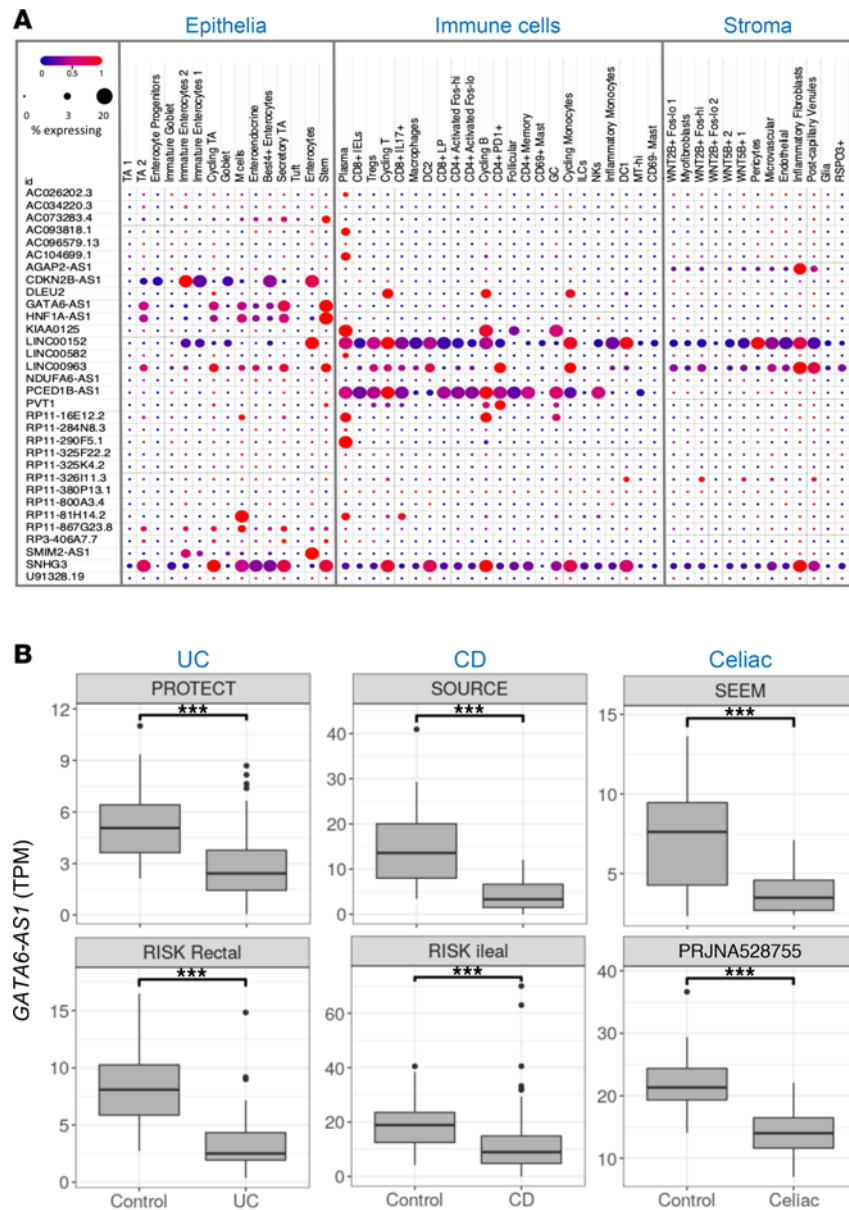 A
Epithelia Immune cells Stroma
0 0.5 1
0 3 20
% expressing
id
TA 1
TA 2
Enterocyte Progenitors
Immature Goblet
Immature Enterocytes 2
Immature Enterocytes 1
Cycling TA
Goblet
M cells
Enteroendocrine
Best4+ Enterocytes
Secretory TA
Tuft
Enterocytes
Stem
Plasma
CD8+ IELs
Tregs
Cycling T
CD8+ IL17+
Macrophages
DC2
CD8+ LP
CD4+ Activated Fos-hi
CD4+ Activated Fos-lo
Cycling B
CD4+ PD1+
Follicular
CD4+ Memory
CD69+ Mast
GC
Cycling Monocytes
ILCs
NKs
Inflammatory Monocytes
DC1
MT-hi
CD69- Mast
WNT2B+ Fos-lo 1
Myofibroblasts
WNT2B+ Fos-hi
WNT2B+ Fos-lo 2
WNT5B+ 2
WNT5B+ 1
Pericytes
Microvascular
Endothelial
Inflammatory Fibroblasts
Post-capillary Venules
Glia
RSPO3+
AC026202.3
AC034220.3
AC073283.4
AC093818.1
AC096579.13
AC104699.1
AGAP2-AS1
CDKN2B-AS1
DLEU2
GATA6-AS1
HNF1A-AS1
KIAA0125
LINC00152
LINC00582
LINC00963
NDUFA6-AS1
PCED1B-AS1
PVT1
RP11-16E12.2
RP11-284N8.3
RP11-290F5.1
RP11-325F22.2
RP11-325K4.2
RP11-326I11.3
RP11-380P13.1
RP11-800A3.4
RP11-81H14.2
RP11-867G23.8
RP3-406A7.7
SMIM2-AS1
SNHG3
U91328.19
B
UC CD Celiac
PROTECT SOURCE SEEM
*** *** ***
12
9
6
3
0
40
30
20
10
0
15
10
5
GATA6-AS1 (TPM)
RISK Rectal RISK ileal PRJNA528755
*** *** ***
15
10
5
0
60
40
20
0
40
30
20
10
Control UC Control CD Control Celiac